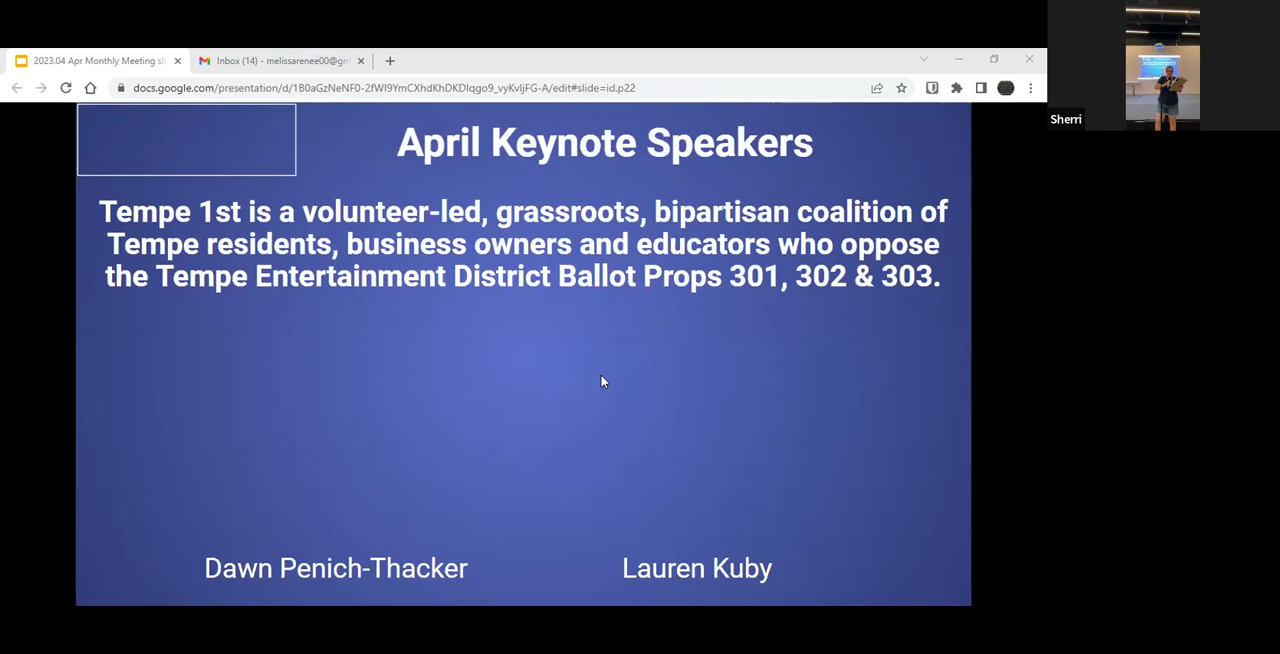 2023.04 Apr Monthly Meeting sli
Inbox (14) - melissarenee00@gm
docs.google.com/presentation/d/1B0aGzNeNF0-2fWl9YmCXhdKhDKDIqgo9_vyKvIjFG-A/edit#slide=id.p22
Sherri
April Keynote Speakers
Tempe 1st is a volunteer-led, grassroots, bipartisan coalition of
Tempe residents, business owners and educators who oppose
the Tempe Entertainment District Ballot Props 301, 302 & 303.
Dawn Penich-Thacker
Lauren Kuby